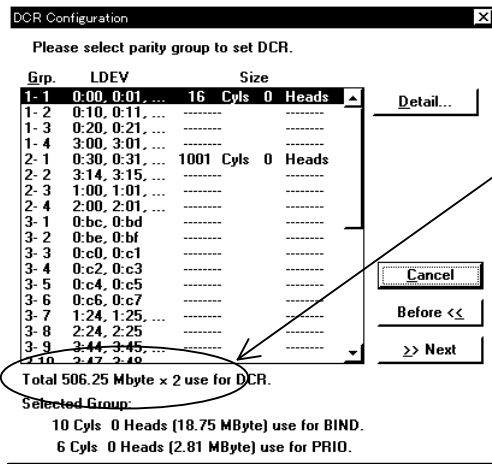 DCR Configuration
Please select parity group to set DCR.
Grp. LDEV Size
1- 1 0:00, 0:01, ... 16 Cyls 0 Heads
1- 2 0:10, 0:11, ... ------- -------
1- 3 0:20, 0:21, ... ------- -------
1- 4 3:00, 3:01, ... ------- -------
2- 1 0:30, 0:31, ... 1001 Cyls 0 Heads
2- 2 3:14, 3:15, ... ------- -------
2- 3 1:00, 1:01, ... ------- -------
2- 4 2:00, 2:01, ... ------- -------
3- 1 0:bc, 0:bd ------- -------
3- 2 0:be, 0:bf ------- -------
3- 3 0:c0, 0:c1 ------- -------
3- 4 0:c2, 0:c3 ------- -------
3- 5 0:c4, 0:c5 ------- -------
3- 6 0:c6, 0:c7 ------- -------
3- 7 1:24, 1:25, ... ------- -------
3- 8 2:24, 2:25 ------- -------
3- 9 3:44, 3:45, ... ------- -------
3-10 3:47, 3:48
Detail...
Cancel
Before <<
>> Next
Total 506.25 Mbyte × 2 use for DCR.
Selected Group:
10 Cyls 0 Heads (18.75 MByte) use for BIND.
6 Cyls 0 Heads (2.81 MByte) use for PRIO.